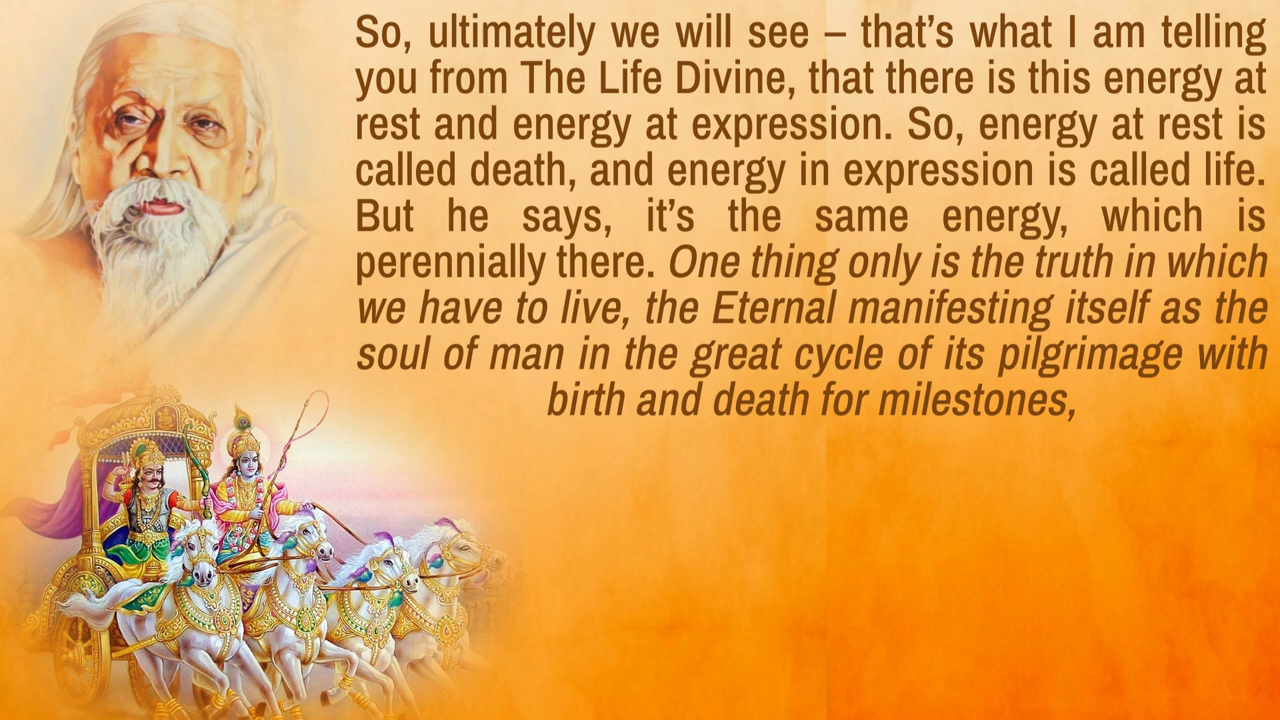 So, ultimately we will see – that’s what I am telling
you from The Life Divine, that there is this energy at
rest and energy at expression. So, energy at rest is
called death, and energy in expression is called life.
But he says, it’s the same energy, which is
perennially there. One thing only is the truth in which
we have to live, the Eternal manifesting itself as the
soul of man in the great cycle of its pilgrimage with
birth and death for milestones,